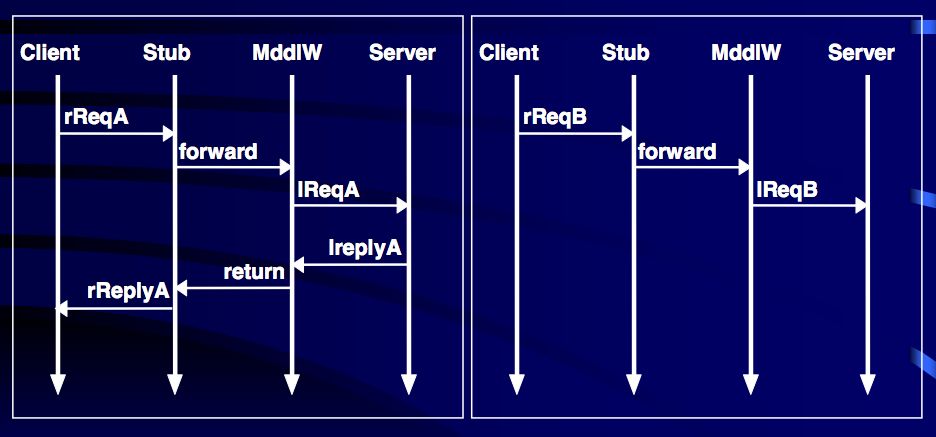 Client Stub MddlW Server
rReqA
forward
lReqA
lreplyA
return
rReplyA
Client Stub MddlW Server
rReqB
forward
lReqB